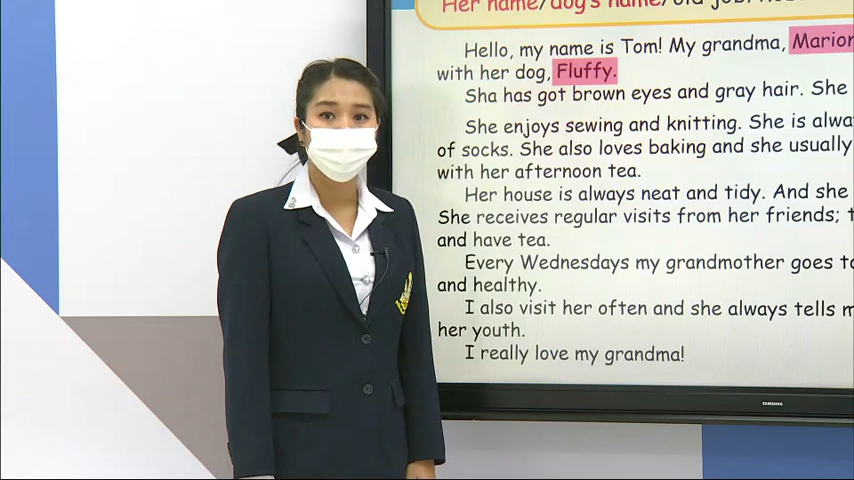 Her name/dog's name/old job/
Hello, my name is Tom! My grandma, Marion
with her dog, Fluffy.
Sha has got brown eyes and gray hair. She
She enjoys sewing and knitting. She is alwa
of socks. She also loves baking and she usually
with her afternoon tea.
Her house is always neat and tidy. And she
She receives regular visits from her friends; t
and have tea.
Every Wednesdays my grandmother goes to
and healthy.
I also visit her often and she always tells m
her youth.
I really love my grandma!
SAMSUNG